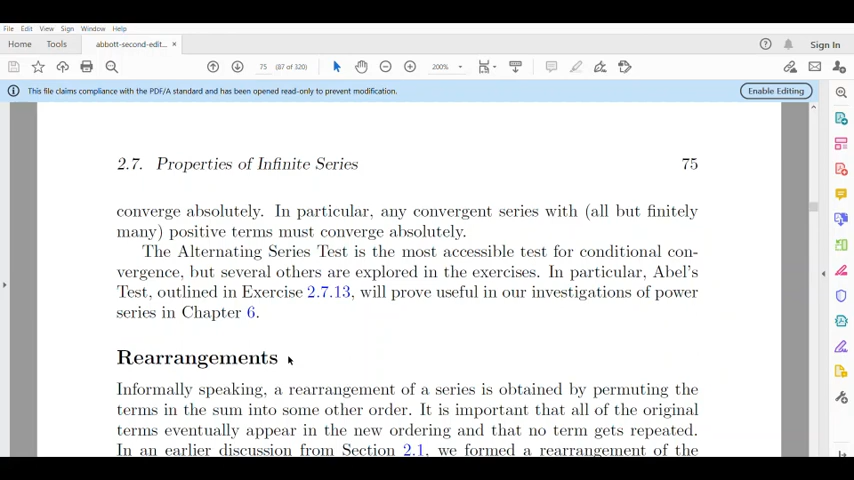 File Edit View Sign Window Help
Home Tools abbott-second-edit... × Sign In
75 (87 of 320) 200%
This file claims compliance with the PDF/A standard and has been opened read-only to prevent modification. Enable Editing
2.7. Properties of Infinite Series 75
converge absolutely. In particular, any convergent series with (all but finitely
many) positive terms must converge absolutely.
The Alternating Series Test is the most accessible test for conditional con-
vergence, but several others are explored in the exercises. In particular, Abel's
Test, outlined in Exercise 2.7.13, will prove useful in our investigations of power
series in Chapter 6.
Rearrangements
Informally speaking, a rearrangement of a series is obtained by permuting the
terms in the sum into some other order. It is important that all of the original
terms eventually appear in the new ordering and that no term gets repeated.
In an earlier discussion from Section 2.1, we formed a rearrangement of the